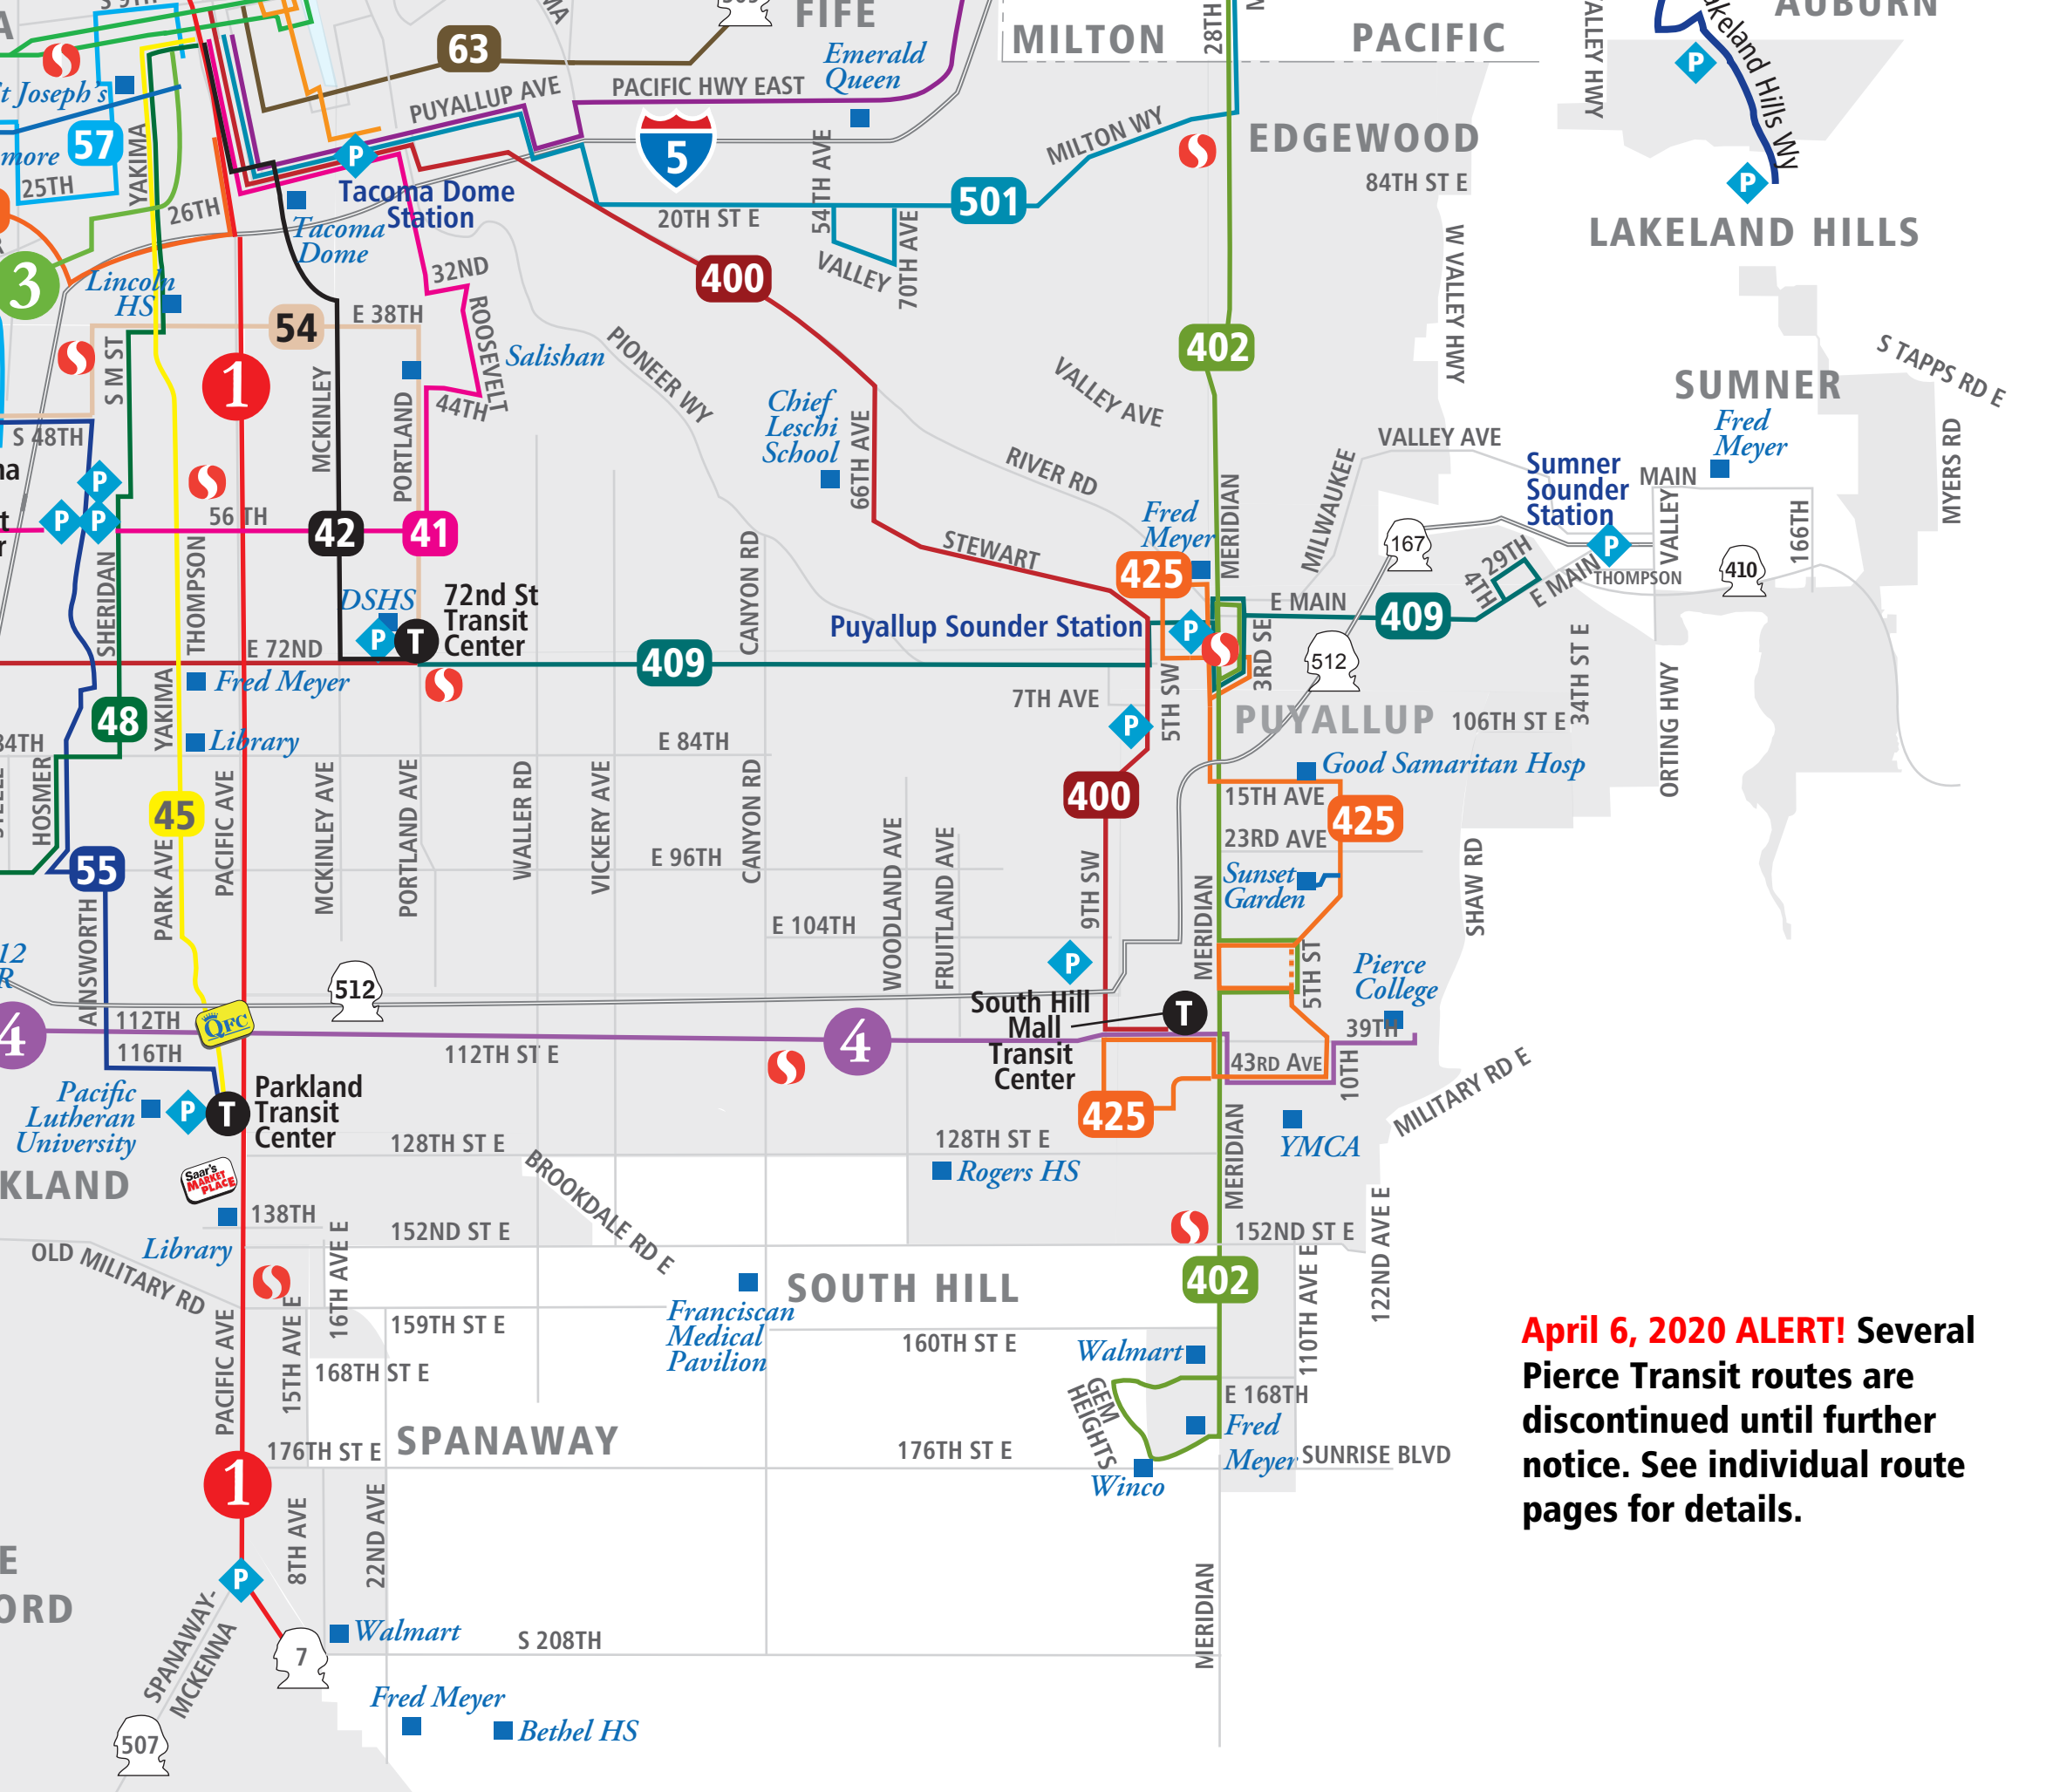 S 9TH
FIFE
AUBURN
63
MILTON
PACIFIC
28TH
VALLEY HWY
Lakeland Hills Wy
P
Emerald
Queen
PACIFIC HWY EAST
PUYALLUP AVE
t Joseph's
57
more
25TH
YAKIMA
26TH
P
Tacoma Dome
Station
Tacoma
Dome
5
54TH AVE
MILTON WY
EDGEWOOD
84TH ST E
P
LAKELAND HILLS
501
20TH ST E
VALLEY
70TH AVE
400
3
Lincoln
HS
32ND
ROOSEVELT
W VALLEY HWY
54
E 38TH
402
S M ST
1
MCKINLEY
Salishan
PORTLAND
44TH
PIONEER WY
Chief
Leschi
School
66TH AVE
VALLEY AVE
RIVER RD
SUMNER
S TAPPS RD E
Fred
Meyer
MYERS RD
S 48TH
P
P
P
56 TH
42
41
VALLEY AVE
MILWAUKEE
MERIDIAN
Sumner
Sounder
Station
MAIN
VALLEY
166TH
167
P
THOMPSON
410
29TH
4TH
E MAIN
STEWART
Fred
Meyer
425
SHERIDAN
THOMPSON
CANYON RD
DSHS
P
T
72nd St
Transit
Center
Puyallup Sounder Station
P
E MAIN
409
3RD SE
512
34TH ST E
E 72ND
409
Fred Meyer
48
YAKIMA
Library
7TH AVE
P
5TH SW
PUYALLUP
106TH ST E
ORTING HWY
84TH
E 84TH
HOSMER
45
PACIFIC AVE
MCKINLEY AVE
PORTLAND AVE
WALLER RD
VICKERY AVE
CANYON RD
400
Good Samaritan Hosp
15TH AVE
425
23RD AVE
SHAW RD
55
PARK AVE
E 96TH
WOODLAND AVE
FRUITLAND AVE
9TH SW
MERIDIAN
Sunset
Garden
AINSWORTH
E 104TH
12
R
P
5TH ST
Pierce
College
512
QFC
4
112TH
116TH
112TH ST E
4
South Hill
Mall
Transit
Center
T
39TH
43RD AVE
10TH
MILITARY RD E
Pacific
Lutheran
University
P
T
Parkland
Transit
Center
425
MERIDIAN
YMCA
128TH ST E
128TH ST E
BROOKDALE RD E
Rogers HS
KLAND
Saar's
MARKET
PLACE
138TH
Library
16TH AVE E
152ND ST E
152ND ST E
110TH AVE E
122ND AVE E
OLD MILITARY RD
402
SOUTH HILL
Franciscan
Medical
Pavilion
PACIFIC AVE
15TH AVE E
159TH ST E
160TH ST E
168TH ST E
Walmart
GEM
HEIGHTS
E 168TH
Fred
Meyer
SUNRISE BLVD
Winco
176TH ST E
SPANAWAY
176TH ST E
1
8TH AVE
22ND AVE
MERIDIAN
P
SPANAWAY-
MCKENNA
7
Walmart
S 208TH
Fred Meyer
Bethel HS
507
E
ORD
April 6, 2020 ALERT! Several
Pierce Transit routes are
discontinued until further
notice. See individual route
pages for details.